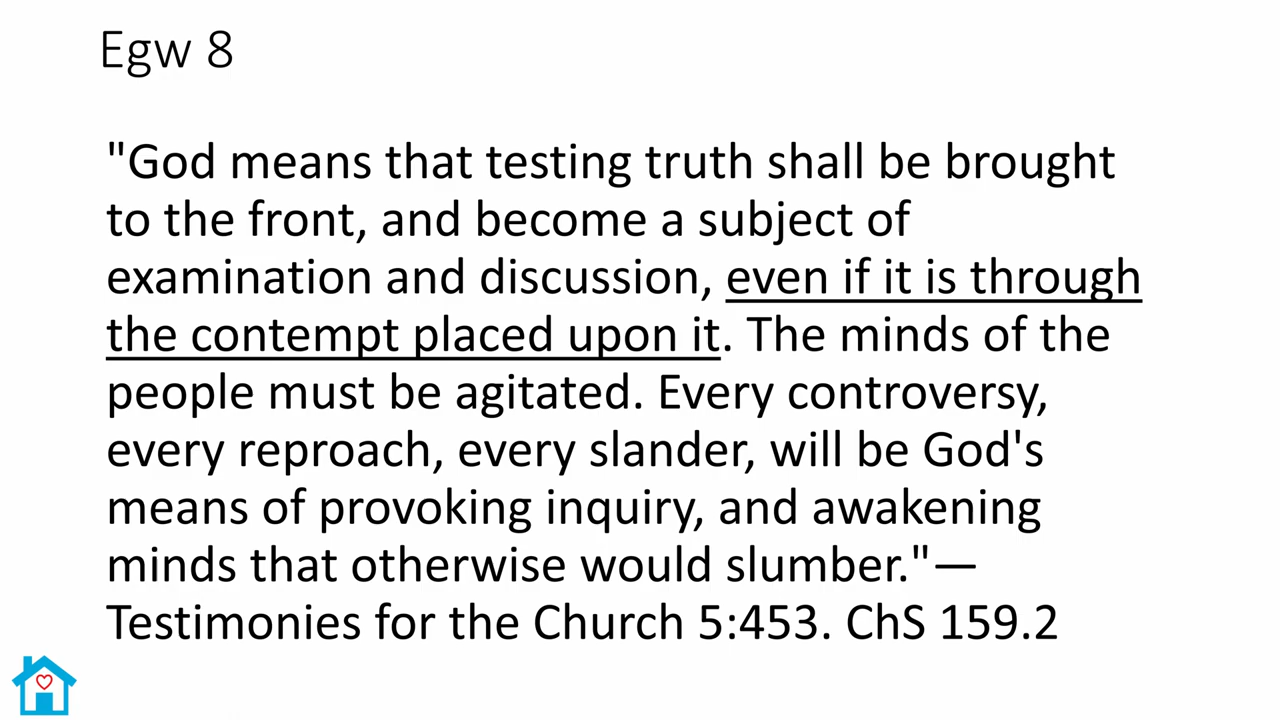 Egw 8
"God means that testing truth shall be brought
to the front, and become a subject of
examination and discussion, even if it is through
the contempt placed upon it. The minds of the
people must be agitated. Every controversy,
every reproach, every slander, will be God's
means of provoking inquiry, and awakening
minds that otherwise would slumber."—
Testimonies for the Church 5:453. ChS 159.2